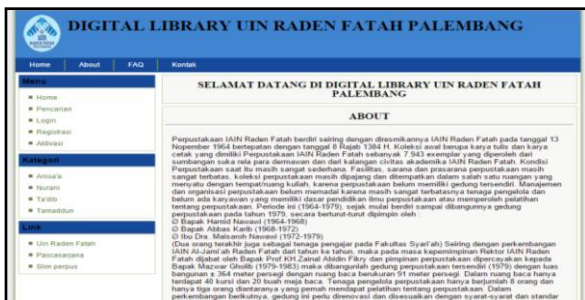 DIGITAL LIBRARY UIN RADEN FATAH PALEMBANG
Home About FAQ Kontak
Menu
Home
Pencarian
Login
Registrasi
Aktivasi
Kategori
Annisa'a
Nurani
Ta'dib
Tamaddun
Link
Uin Raden Fatah
Pascasarjana
Slim perpus
SELAMAT DATANG DI DIGITAL LIBRARY UIN RADEN FATAH
PALEMBANG
ABOUT
Perpustakaan IAIN Raden Fatah berdiri seiring dengan diresmikannya IAIN Raden Fatah pada tanggal 13
Nopember 1964 bertepatan dengan tanggal 8 Rajab 1384 H. Koleksi awal berupa karya tulis dan karya
cetak yang dimiliki Perpustakaan IAIN Raden Fatah sebanyak 7.943 exemplar yang diperoleh dari
sumbangan suka rela para dermawan dan dari kalangan civitas akademika IAIN Raden Fatah. Kondisi
Perpustakaan saat itu masih sangat sederhana. Fasilitas, sarana dan prasarana perpustakaan masih
sangat terbatas, koleksi perpustakaan masih dipajang dan ditempatkan dalam salah satu ruangan yang
menyatu dengan tempat/ruang kuliah, karena perpustakaan belum memiliki gedung tersendiri. Manajemen
dan organisasi perpustakaan belum memadai karena masih sangat terbatasnya tenaga pengelola dan
belum ada karyawan yang memiliki dasar pendidikan ilmu perpustakaan atau memperoleh pelatihan
tentang perpustakaan. Periode ini (1964-1979), sejak mulai berdiri sampai dibangunnya gedung
perpustakaan pada tahun 1979, secara berturut-turut dipimpin oleh
Ø Bapak Hamid Nawawi (1964-1968)
Ø Bapak Abbas Karib (1968-1972)
Ø Ibu Dra. Maisaroh Nawawi (1972-1979)
(Dua orang terakhir juga sebagai tenaga pengajar pada Fakultas Syari'ah) Seiring dengan perkembangan
IAIN Al-Jami'ah Raden Fatah dari tahun ke tahun, maka pada masa kepemimpinan Rektor IAIN Raden
Fatah dijabat oleh Bapak Prof.KH.Zainal Abidin Fikry dan pimpinan perpustakaan dipercayakan kepada
Bapak Mazwar Gholib (1979-1983) maka dibangunlah gedung perpustakaan tersendiri (1979) dengan luas
bangunan ± 364 meter persegi dengan ruang baca berukuran 91 meter persegi. Dalam ruang baca hanya
terdapat 40 kursi dan 20 buah meja baca. Tenaga pengelola perpustakaan hanya berjumlah 8 orang dan
hanya tiga orang diantaranya yang pernah mendapat pelatihan tentang perpustakaan. Dalam
perkembangan berikutnya, gedung ini perlu direnovasi dan disesuaikan dengan syarat-syarat dan standar